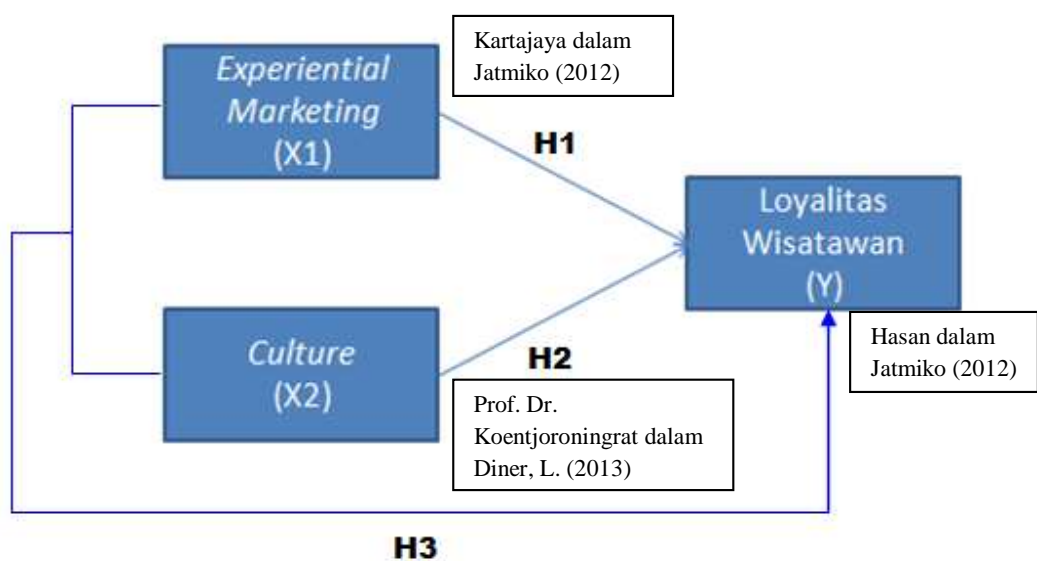 Experiential
Marketing
(X1)
Kartajaya dalam
Jatmiko (2012)
H1
Loyalitas
Wisatawan
(Y)
Hasan dalam
Jatmiko (2012)
Culture
(X2)
H2
Prof. Dr.
Koentjoroningrat dalam
Diner, L. (2013)
H3